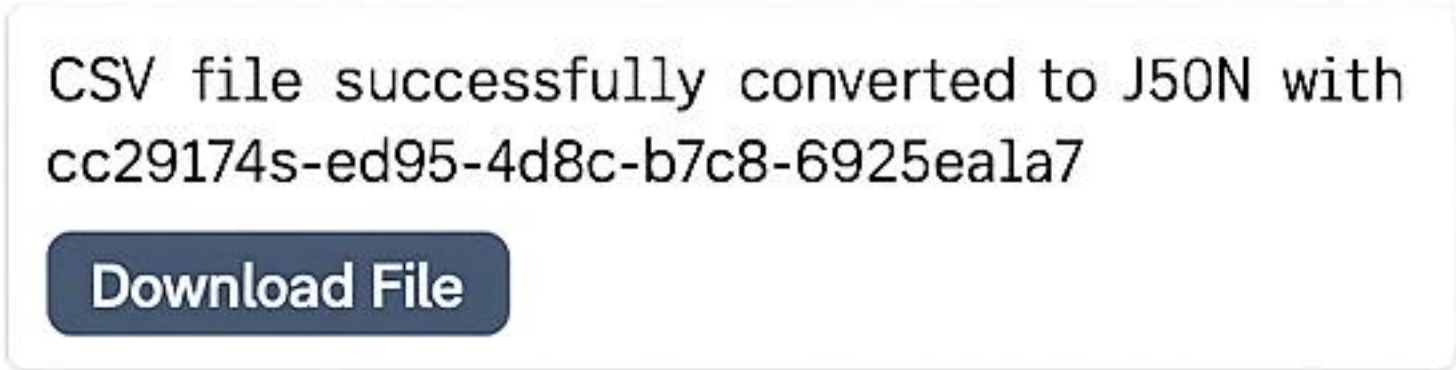 CSV file successfully converted to J50N with
cc29174s-ed95-4d8c-b7c8-6925eala7
Download File